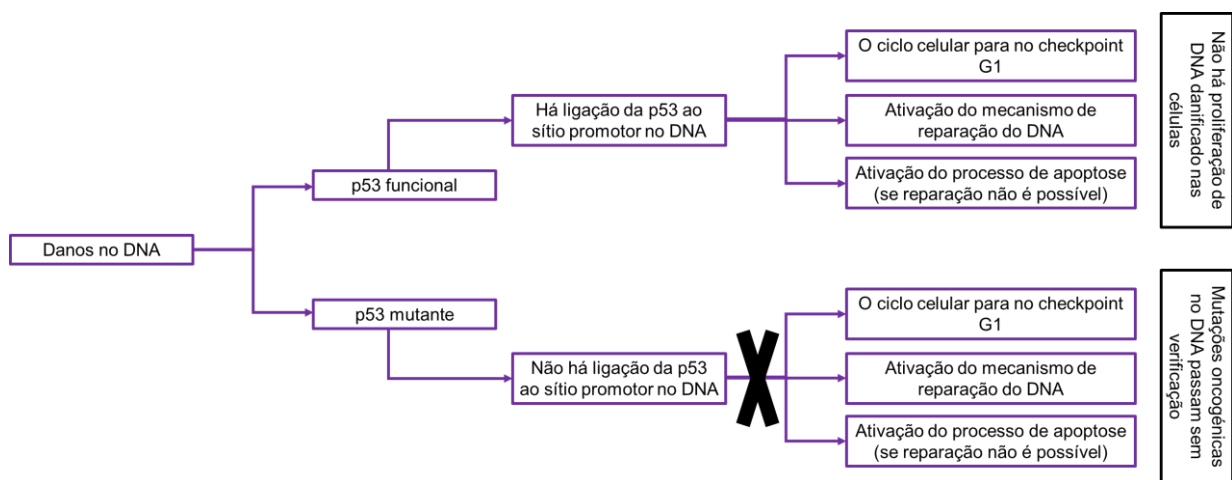 Danos no DNA
p53 funcional
Há ligação da p53 ao
sítio promotor no DNA
O ciclo celular para no checkpoint
G1
Ativação do mecanismo de
reparação do DNA
Ativação do processo de apoptose
(se reparação não é possível)
Não há proliferação de
DNA danificado nas
células
p53 mutante
Não há ligação da p53
ao sítio promotor no DNA
O ciclo celular para no checkpoint
G1
Ativação do mecanismo de
reparação do DNA
Ativação do processo de apoptose
(se reparação não é possível)
Mutações oncogénicas
no DNA passam sem
verificação